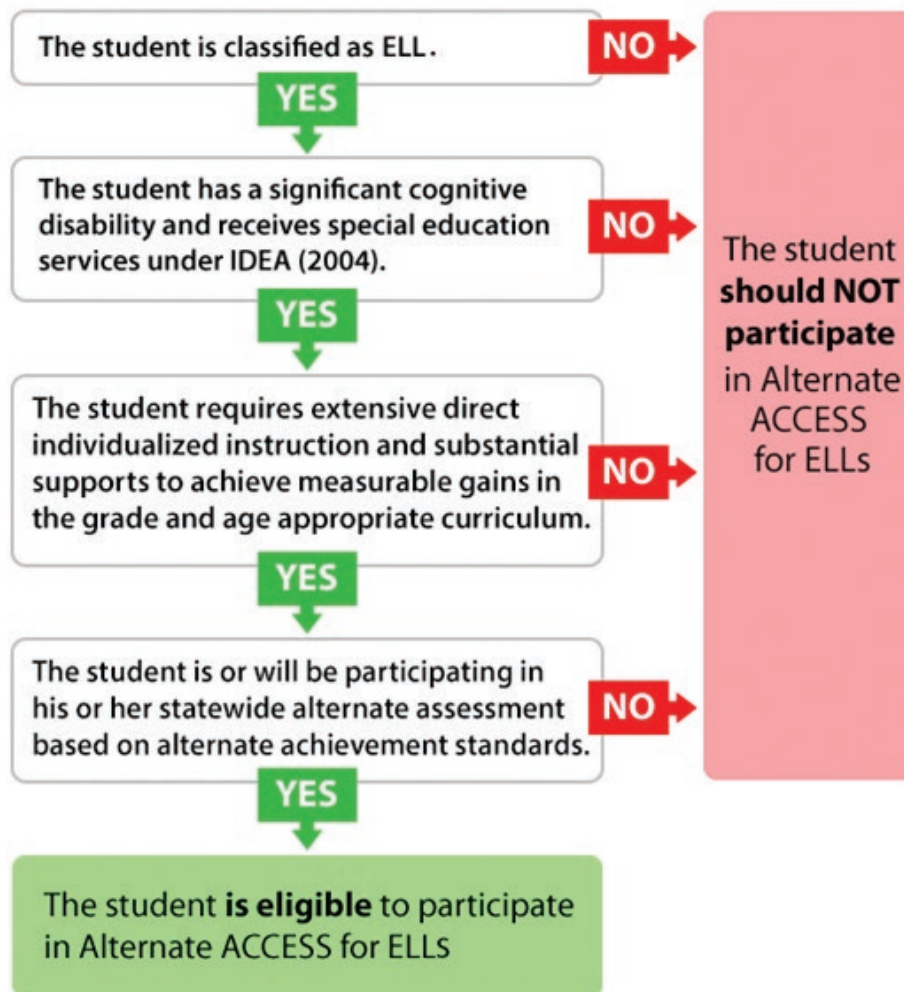 The student is classified as ELL.
NO
YES
The student has a significant cognitive
disability and receives special education
services under IDEA (2004).
NO
YES
The student requires extensive direct
individualized instruction and substantial
supports to achieve measurable gains in
the grade and age appropriate curriculum.
NO
YES
The student is or will be participating in
his or her statewide alternate assessment
based on alternate achievement standards.
NO
YES
The student is eligible to participate
in Alternate ACCESS for ELLs
The student
should NOT
participate
in Alternate
ACCESS
for ELLs